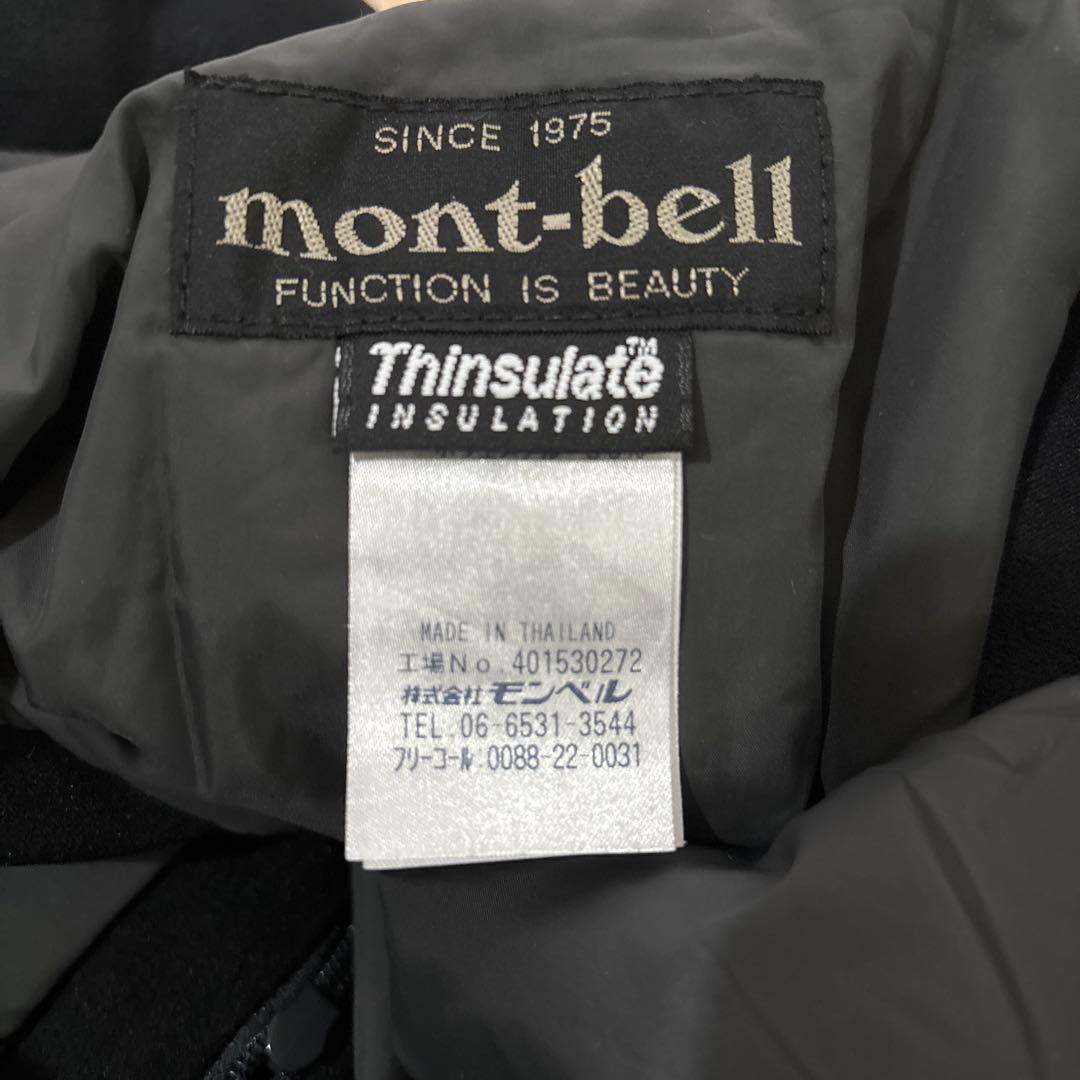 SINCE 1975
mont-bell
FUNCTION IS BEAUTY
Thinsulate™
INSULATION
MADE IN THAILAND
工場No.401530272
株式会社 モンベル
TEL.06-6531-3544
フリーコール.0088-22-0031